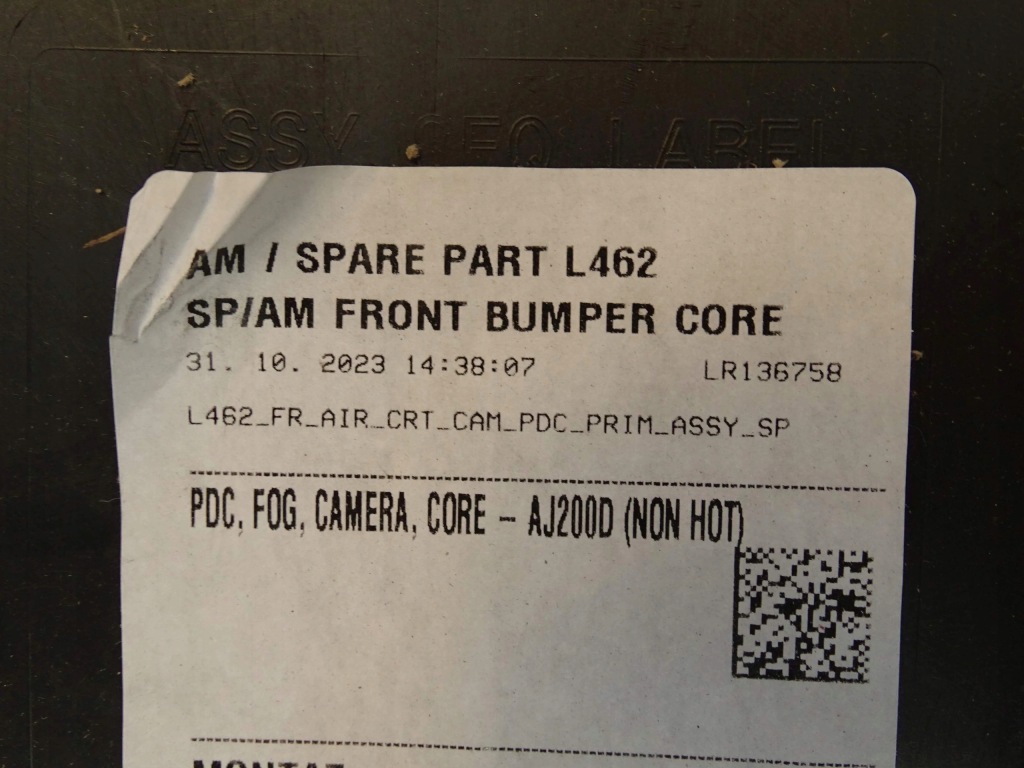 ASSY SEQ LABEL
AM / SPARE PART L462
SP/AM FRONT BUMPER CORE
31. 10. 2023 14:38:07 LR136758
L462_FR_AIR_CRT_CAM_PDC_PRIM_ASSY_SP
PDC, FOG, CAMERA, CORE - AJ200D (NON HOT)